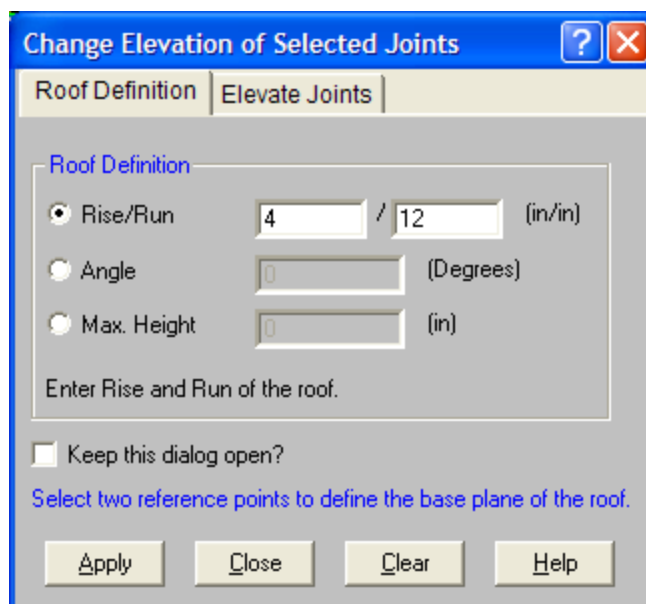 Change Elevation of Selected Joints ?
Roof Definition Elevate Joints
Roof Definition
Rise/Run 4 / 12 (in/in)
Angle 0 (Degrees)
Max. Height 0 (in)
Enter Rise and Run of the roof.
Keep this dialog open?
Select two reference points to define the base plane of the roof.
Apply Close Clear Help